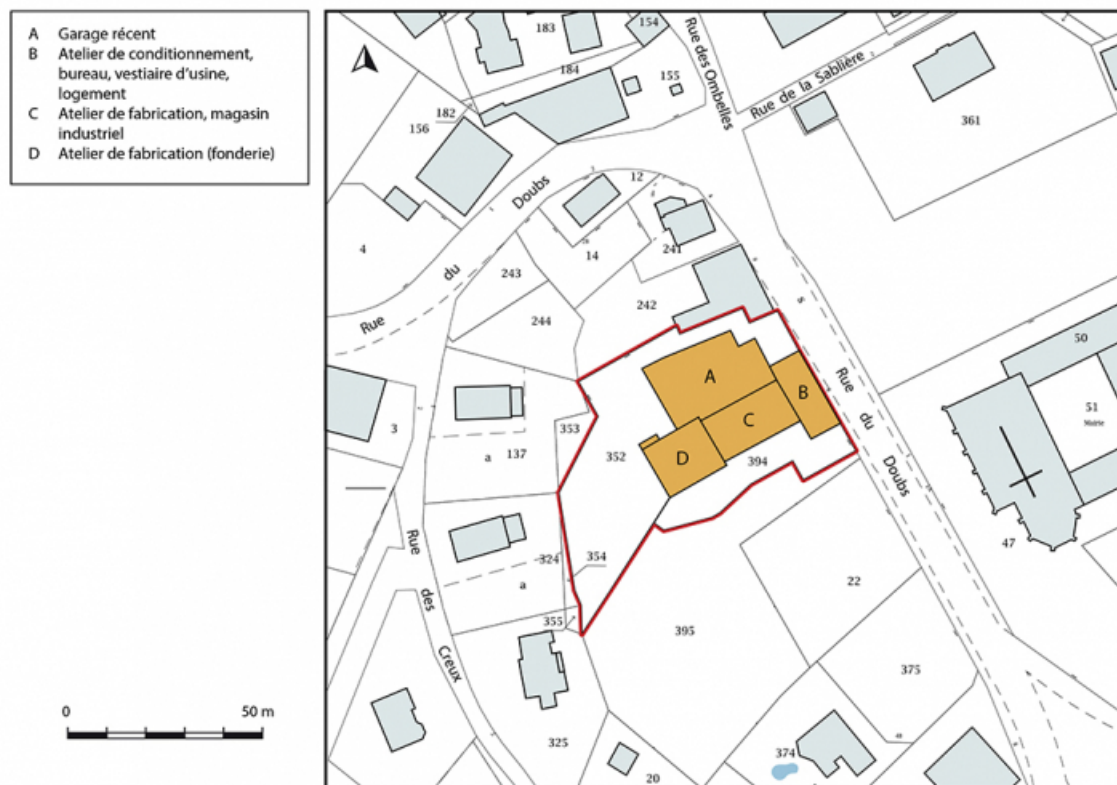 A Garage récent
B Atelier de conditionnement,
bureau, vestiaire d'usine,
logement
C Atelier de fabrication, magasin
industriel
D Atelier de fabrication (fonderie)
0 50 m
154
183
Rue des Ombelles
184
155
Rue de la Sablière
182
156
361
12
Rue du Doubs
4
241
14
243
242
244
50
A
B
Rue du Doubs
51
Mairie
3
353
C
a 137
352
D
394
47
Rue des Creux
324
354
a
22
355
395
375
325
374
20